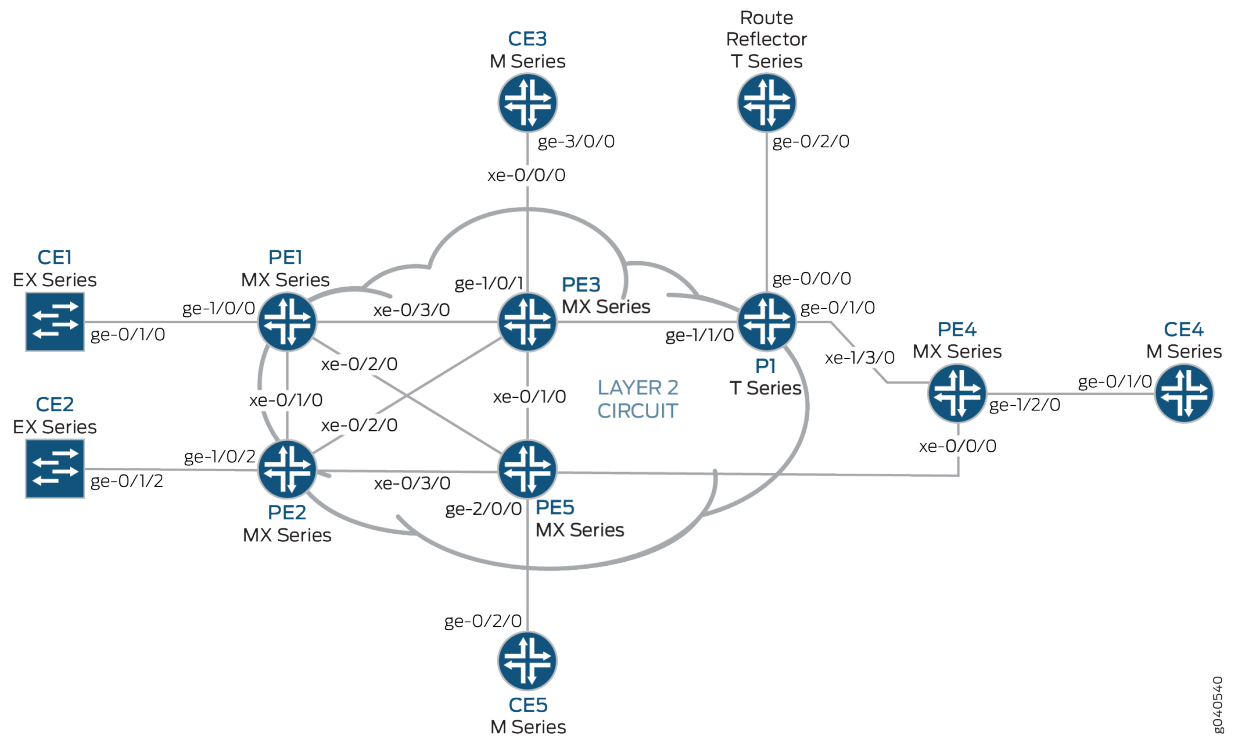 CE3
M Series
ge-3/0/0
xe-0/0/0
Route
Reflector
T Series
ge-0/2/0
CE1
EX Series
ge-0/1/0
PE1
MX Series
ge-1/0/0
xe-0/3/0
ge-1/0/1
PE3
MX Series
ge-1/1/0
ge-0/0/0
ge-0/1/0
P1
T Series
xe-1/3/0
PE4
MX Series
ge-1/2/0
xe-0/0/0
CE4
M Series
ge-0/1/0
xe-0/2/0
xe-0/1/0
xe-0/2/0
xe-0/1/0
LAYER 2
CIRCUIT
CE2
EX Series
ge-0/1/2
ge-1/0/2
PE2
MX Series
xe-0/3/0
ge-2/0/0
PE5
MX Series
ge-0/2/0
CE5
M Series
g040540